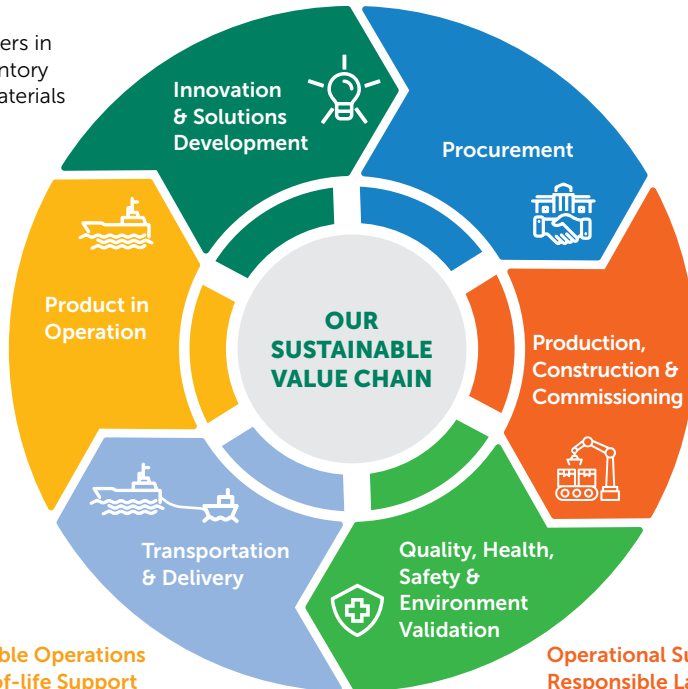 ers in
ntory
aterials
Innovation
& Solutions
Development
Procurement
Product in
Operation
OUR
SUSTAINABLE
VALUE CHAIN
Production,
Construction &
Commissioning
Transportation
& Delivery
Quality, Health,
Safety &
Environment
Validation
ble Operations
of-life Support
Operational Su
Responsible La